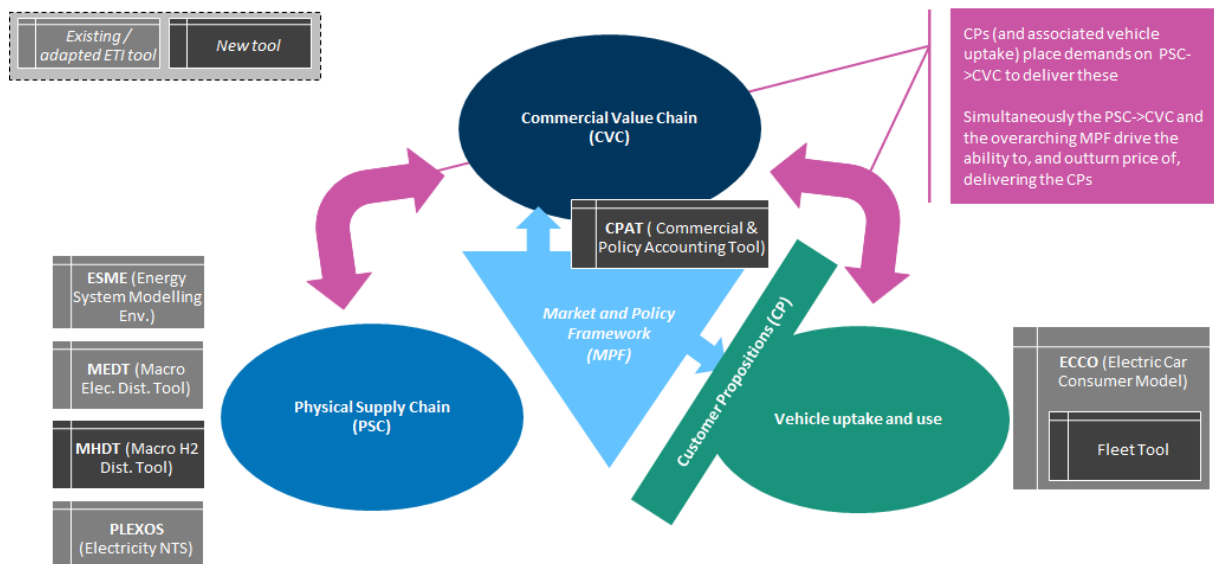 Existing /
adapted ETI tool
New tool
CPs (and associated vehicle
uptake) place demands on PSC-
>CVC to deliver these
Simultaneously the PSC->CVC and
the overarching MPF drive the
ability to, and outturn price of,
delivering the CPs
Commercial Value Chain
(CVC)
CPAT ( Commercial &
Policy Accounting Tool)
ESME (Energy
System Modelling
Env.)
MEDT (Macro
Elec. Dist. Tool)
MHDT (Macro H2
Dist. Tool)
PLEXOS
(Electricity NTS)
Physical Supply Chain
(PSC)
Market and Policy
Framework
(MPF)
Customer Propositions (CP)
Vehicle uptake and use
ECCO (Electric Car
Consumer Model)
Fleet Tool